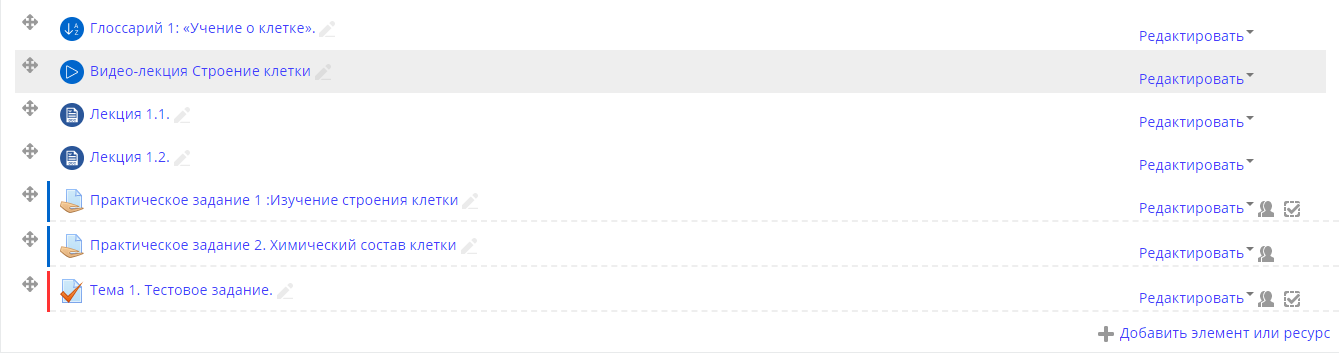 Глоссарий 1: «Учение о клетке».
Редактировать
Видео-лекция Строение клетки
Редактировать
Лекция 1.1.
Редактировать
Лекция 1.2.
Редактировать
Практическое задание 1 :Изучение строения клетки
Редактировать
Практическое задание 2. Химический состав клетки
Редактировать
Тема 1. Тестовое задание.
Редактировать
Добавить элемент или ресурс